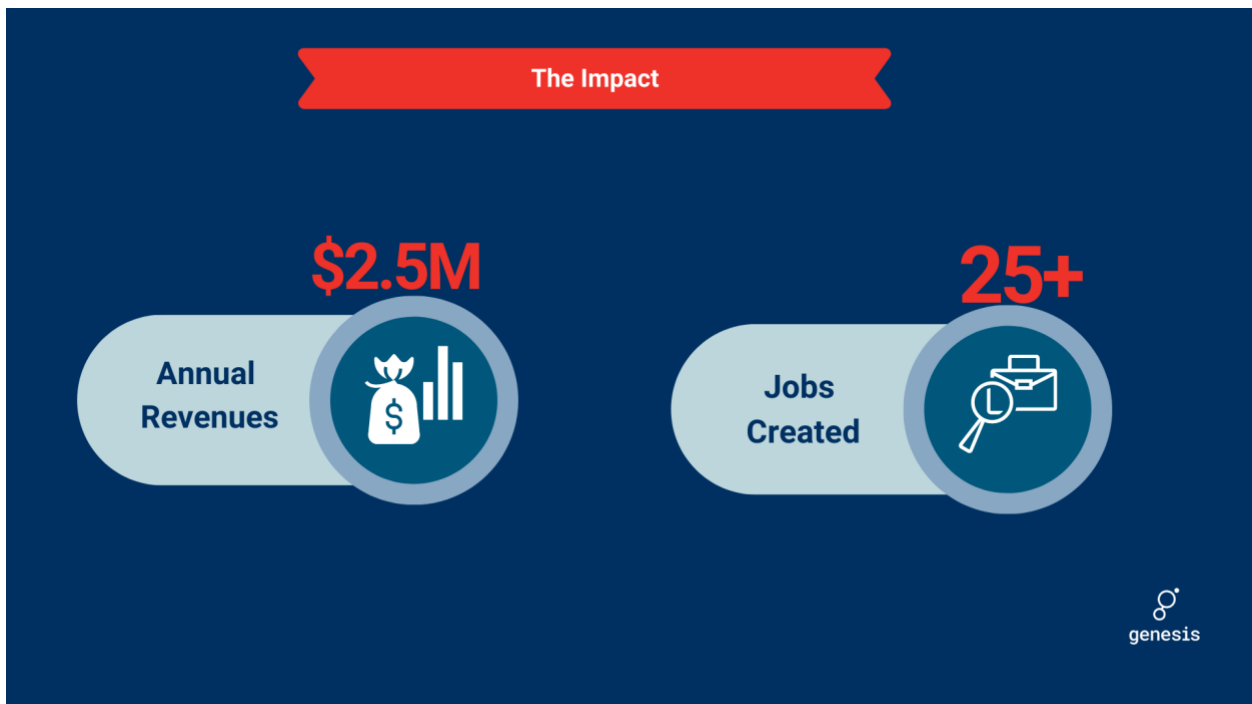 The Impact
$2.5M
Annual
Revenues
$
25+
Jobs
Created
genesis